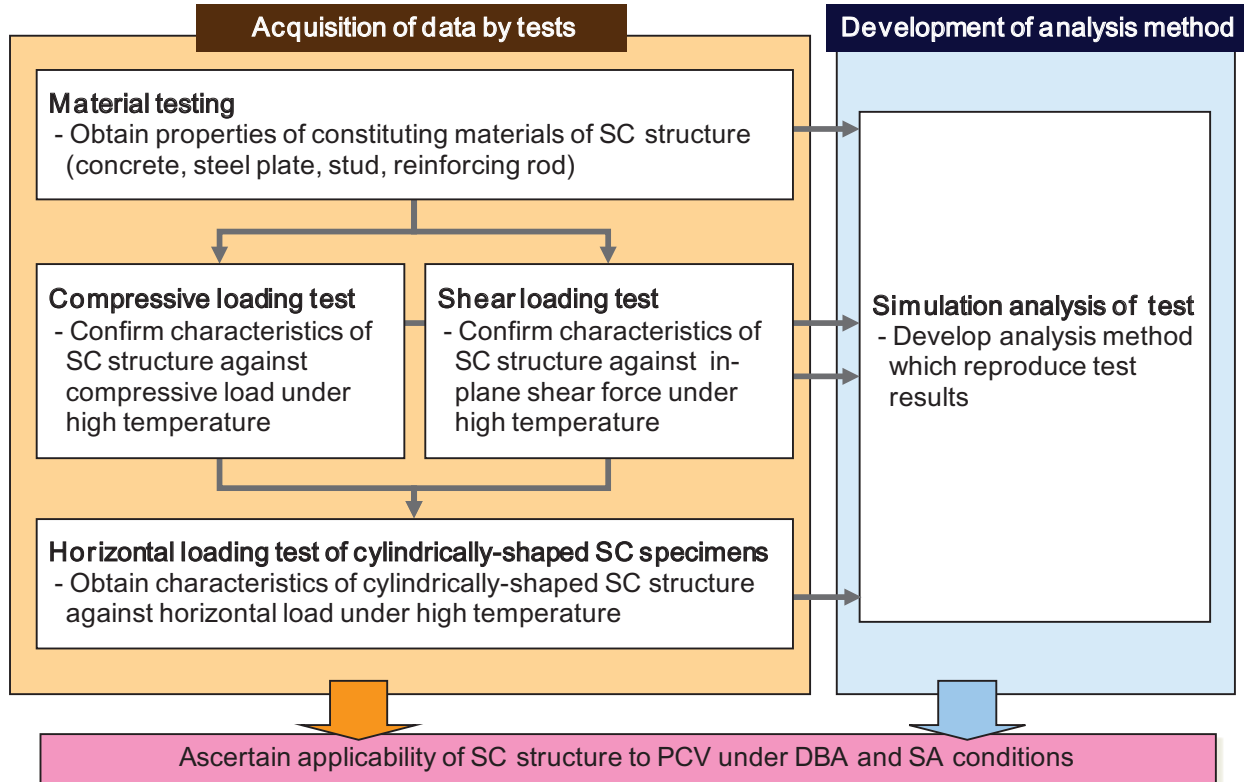 Acquisition of data by tests
Development of analysis method
Material testing
- Obtain properties of constituting materials of SC structure
(concrete, steel plate, stud, reinforcing rod)
Compressive loading test
- Confirm characteristics of
SC structure against
compressive load under
high temperature
Shear loading test
- Confirm characteristics of
SC structure against in-
plane shear force under
high temperature
Simulation analysis of test
- Develop analysis method
which reproduce test
results
Horizontal loading test of cylindrically-shaped SC specimens
- Obtain characteristics of cylindrically-shaped SC structure
against horizontal load under high temperature
Ascertain applicability of SC structure to PCV under DBA and SA conditions